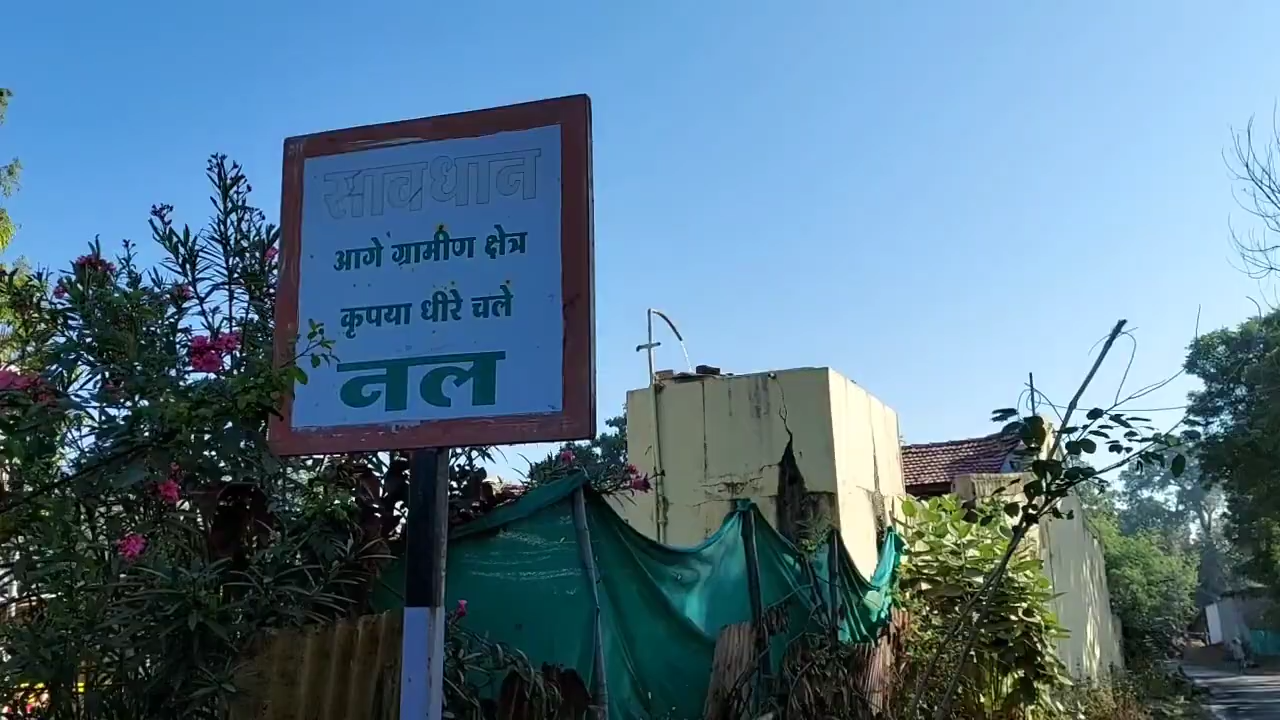 सावधान
आगे ग्रामीण क्षेत्र
कृपया धीरे चले
नल